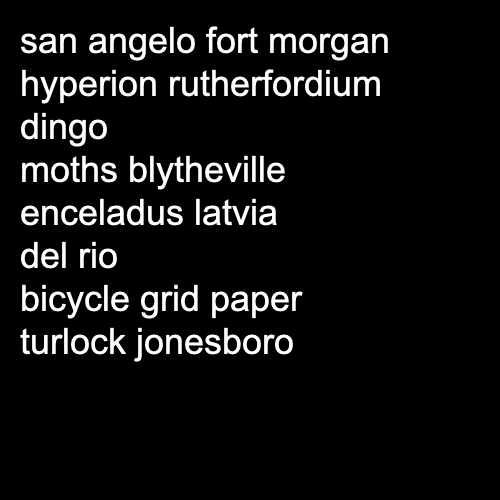 san angelo fort morgan
hyperion rutherfordium
dingo
moths blytheville
enceladus latvia
del rio
bicycle grid paper
turlock jonesboro